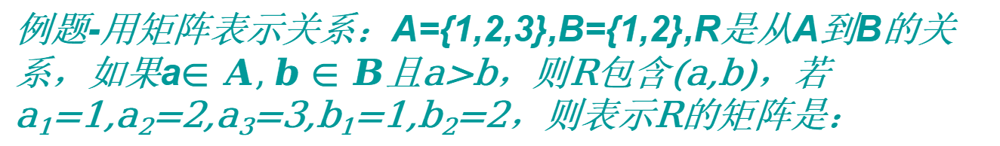 例题-用矩阵表示关系：A={1,2,3},B={1,2},R是从A到B的关
系，如果a∈ A, b ∈ B且a>b，则R包含(a,b)，若
a₁=1,a₂=2,a₃=3,b₁=1,b₂=2，则表示R的矩阵是：